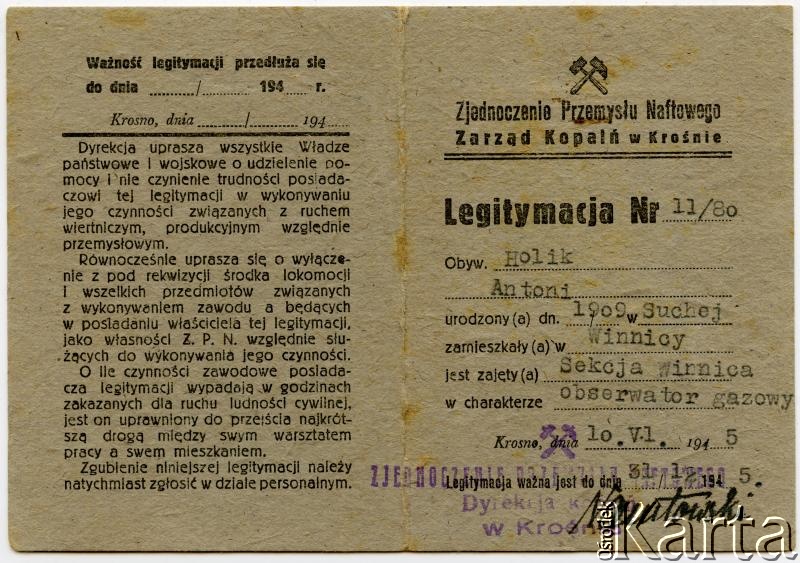 Ważność legitymacji przedłuża się
do dnia ............/............ 194 ...... r.
Krosno, dnia ............/............ 194
Dyrekcja uprasza wszystkie Władze
państwowe i wojskowe o udzielenie po-
mocy i nie czynienie trudności posiada-
czowi tej legitymacji w wykonywaniu
jego czynności związanych z ruchem
wiertniczym, produkcyjnym względnie
przemysłowym.
Równocześnie uprasza się o wyłącze-
nie z pod rekwizycji środka lokomocji
i wszelkich przedmiotów związanych
z wykonywaniem zawodu a będących
w posiadaniu właściciela tej legitymacji,
jako własności Z. P. N. względnie słu-
żących do wykonywania jego czynności.
O ile czynności zawodowe posiada-
cza legitymacji wypadają w godzinach
zakazanych dla ruchu ludności cywilnej,
jest on uprawniony do przejścia najkrót-
szą drogą między swym warsztatem
pracy a swem mieszkaniem.
Zgubienie niniejszej legitymacji należy
natychmiast zgłosić w dziale personalnym.
Zjednoczenie Przemysłu Naftowego
Zarząd Kopalń w Krośnie
Legitymacja Nr 11/80
Obyw. Holik
Antoni
urodzony(a) dn. 1909 w Suchej
zamieszkały(a) w Winnicy
jest zajęty(a) Sekcja Winnica
w charakterze obserwator gazowy
Krosno, dnia 10.VI. 194 5
ZJEDNOCZENIE PRZEMYSŁU NAFTOWEGO
Legitymacja ważna jest do dnia 31/12 194 5.
Dyrekcja
w Krośnie
ośrodek
Karta